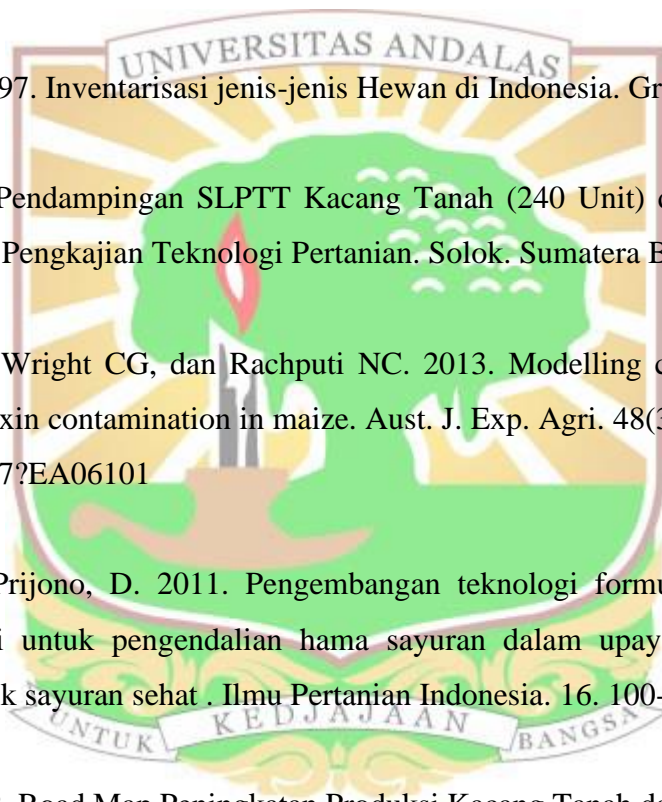 UNIVERSITAS ANDALAS
97. Inventarisasi jenis-jenis Hewan di Indonesia. Gr
Pendampingan SLPTT Kacang Tanah (240 Unit)
Pengkajian Teknologi Pertanian. Solok. Sumatera B
Wright CG, dan Rachputi NC. 2013. Modelling
xin contamination in maize. Aust. J. Exp. Agri. 48(3
7?EA06101
Prijono, D. 2011. Pengembangan teknologi formu
i untuk pengendalian hama sayuran dalam upay
k sayuran sehat . Ilmu Pertanian Indonesia. 16. 100-
UNTUK KEDJAJAAN BANGSA
Road Map Peningkatan Produksi Kacang Tanah da